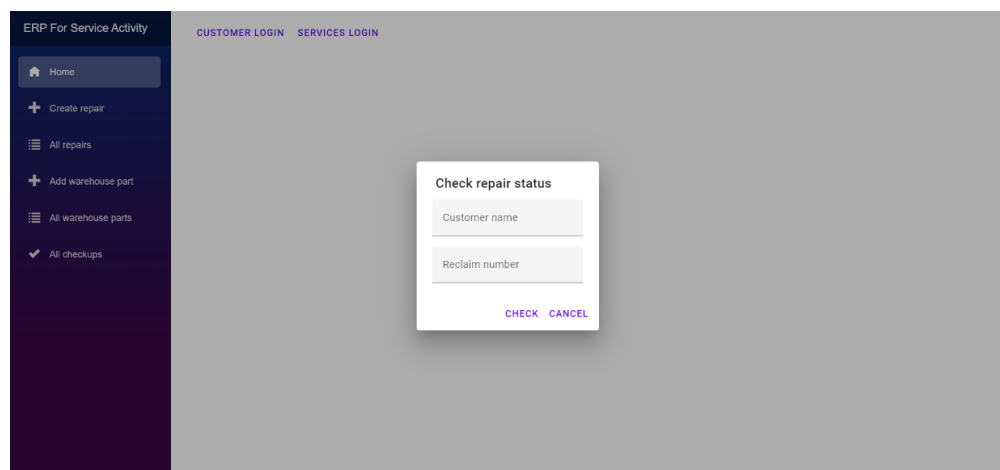 ERP For Service Activity
CUSTOMER LOGIN SERVICES LOGIN
Home
Create repair
All repairs
Add warehouse part
All warehouse parts
All checkups
Check repair status
Customer name
Reclaim number
CHECK CANCEL